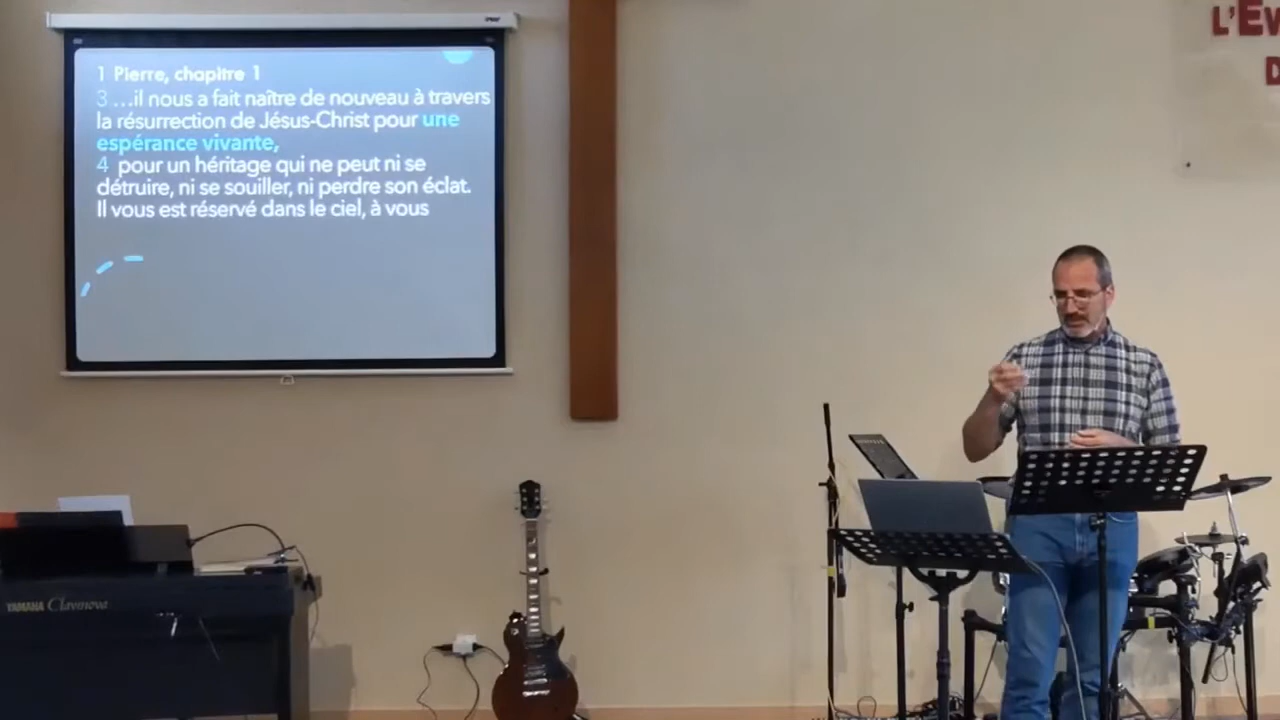 1 Pierre, chapitre 1
3 …il nous a fait naître de nouveau à travers
la résurrection de Jésus-Christ pour une
espérance vivante,
4 pour un héritage qui ne peut ni se
détruire, ni se souiller, ni perdre son éclat.
Il vous est réservé dans le ciel, à vous
L'Ev
D
YAMAHA Clavinova